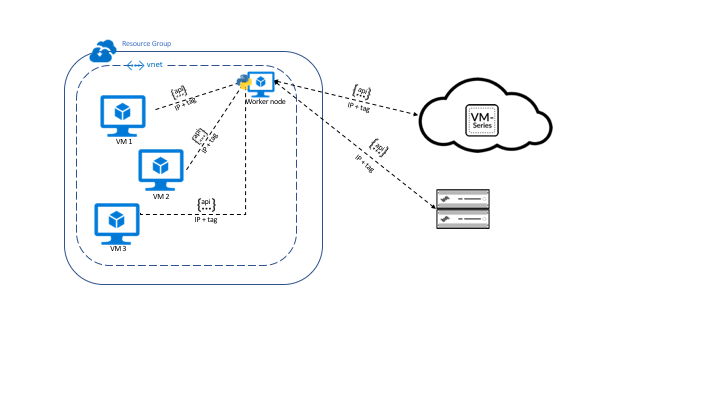 Resource Group
<··> vnet
{api}
IP + tag
Worker node
{api}
IP + tag
VM-
Series
VM 1
{api}
IP + tag
{api}
IP + tag
VM 2
{api}
IP + tag
VM 3